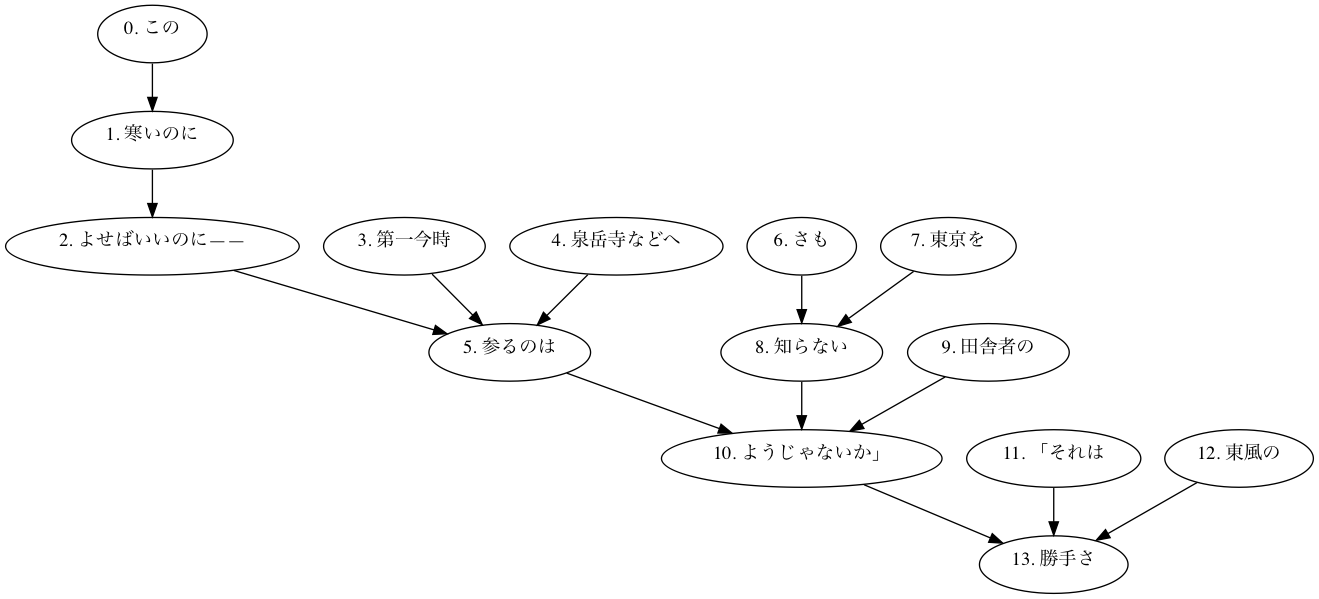 0. この
1. 寒いのに
2. よせばいいのに――
3. 第一今時
4. 泉岳寺などへ
6. さも
7. 東京を
5. 参るのは
8. 知らない
9. 田舎者の
10. ようじゃないか」
11. 「それは
12. 東風の
13. 勝手さ